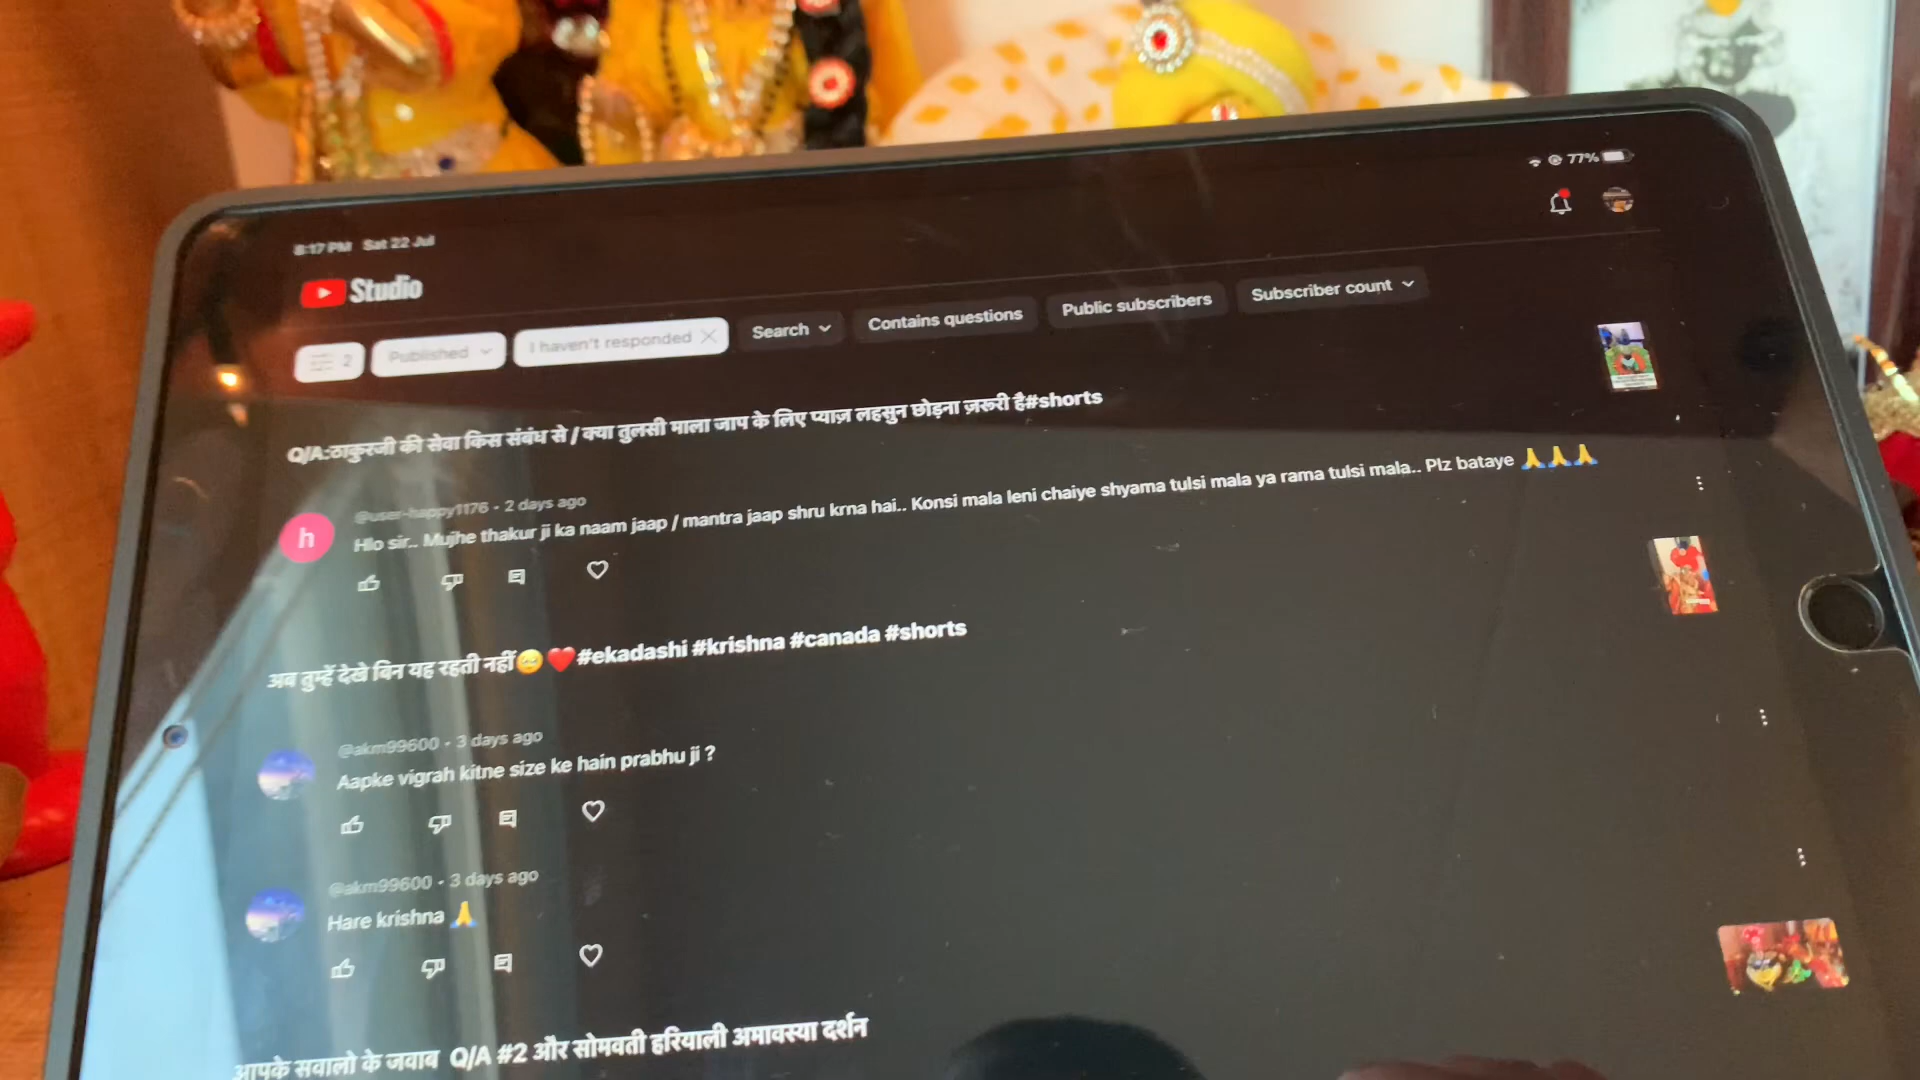 8:17 PM Sat 22 Jul
77%
Studio
2
Published
I haven't responded
Search
Contains questions
Public subscribers
Subscriber count
Q/A:ठाकुरजी की सेवा किस संबंध से / क्या तुलसी माला जाप के लिए प्याज़ लहसुन छोड़ना ज़रूरी है#shorts
@user-happy1176 • 2 days ago
h
Hlo sir.. Mujhe thakur ji ka naam jaap / mantra jaap shru krna hai.. Konsi mala leni chaiye shyama tulsi mala ya rama tulsi mala.. Plz bataye 🙏🙏🙏
अब तुम्हें देखे बिन यह रहती नहीं🥺❤️#ekadashi #krishna #canada #shorts
@akm99600 • 3 days ago
Aapke vigrah kitne size ke hain prabhu ji ?
@akm99600 • 3 days ago
Hare krishna 🙏
आपके सवालो के जवाब Q/A #2 और सोमवती हरियाली अमावस्या दर्शन